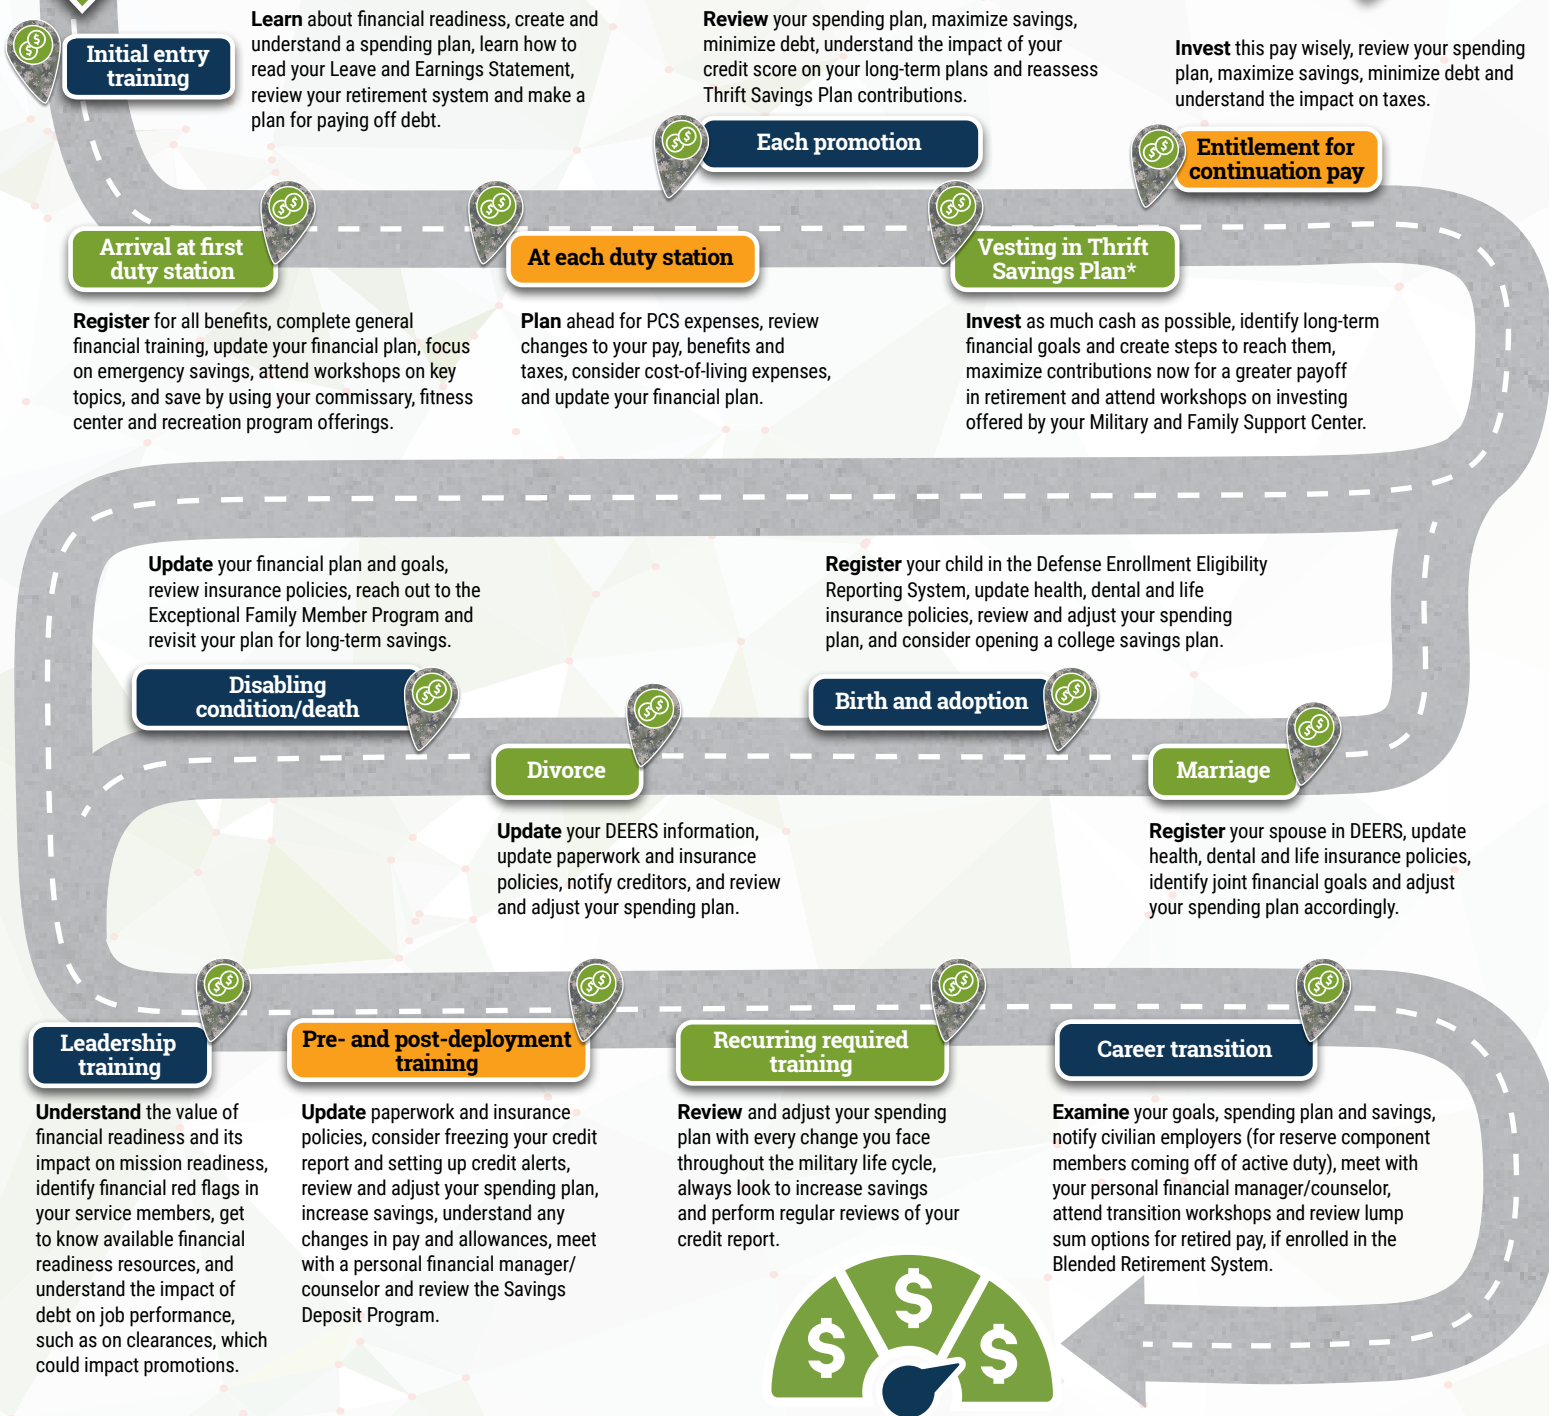 Initial entry
training
Learn about financial readiness, create and
understand a spending plan, learn how to
read your Leave and Earnings Statement,
review your retirement system and make a
plan for paying off debt.
Review your spending plan, maximize savings,
minimize debt, understand the impact of your
credit score on your long-term plans and reassess
Thrift Savings Plan contributions.
Each promotion
Invest this pay wisely, review your spending
plan, maximize savings, minimize debt and
understand the impact on taxes.
Entitlement for
continuation pay
Arrival at first
duty station
Register for all benefits, complete general
financial training, update your financial plan, focus
on emergency savings, attend workshops on key
topics, and save by using your commissary, fitness
center and recreation program offerings.
At each duty station
Plan ahead for PCS expenses, review
changes to your pay, benefits and
taxes, consider cost-of-living expenses,
and update your financial plan.
Vesting in Thrift
Savings Plan*
Invest as much cash as possible, identify long-term
financial goals and create steps to reach them,
maximize contributions now for a greater payoff
in retirement and attend workshops on investing
offered by your Military and Family Support Center.
Update your financial plan and goals,
review insurance policies, reach out to the
Exceptional Family Member Program and
revisit your plan for long-term savings.
Disabling
condition/death
Register your child in the Defense Enrollment Eligibility
Reporting System, update health, dental and life
insurance policies, review and adjust your spending
plan, and consider opening a college savings plan.
Birth and adoption
Divorce
Update your DEERS information,
update paperwork and insurance
policies, notify creditors, and review
and adjust your spending plan.
Marriage
Register your spouse in DEERS, update
health, dental and life insurance policies,
identify joint financial goals and adjust
your spending plan accordingly.
Leadership
training
Understand the value of
financial readiness and its
impact on mission readiness,
identify financial red flags in
your service members, get
to know available financial
readiness resources, and
understand the impact of
debt on job performance,
such as on clearances, which
could impact promotions.
Pre- and post-deployment
training
Update paperwork and insurance
policies, consider freezing your credit
report and setting up credit alerts,
review and adjust your spending plan,
increase savings, understand any
changes in pay and allowances, meet
with a personal financial manager/
counselor and review the Savings
Deposit Program.
Recurring required
training
Review and adjust your spending
plan with every change you face
throughout the military life cycle,
always look to increase savings
and perform regular reviews of your
credit report.
Career transition
Examine your goals, spending plan and savings,
notify civilian employers (for reserve component
members coming off of active duty), meet with
your personal financial manager/counselor,
attend transition workshops and review lump
sum options for retired pay, if enrolled in the
Blended Retirement System.
$ $ $